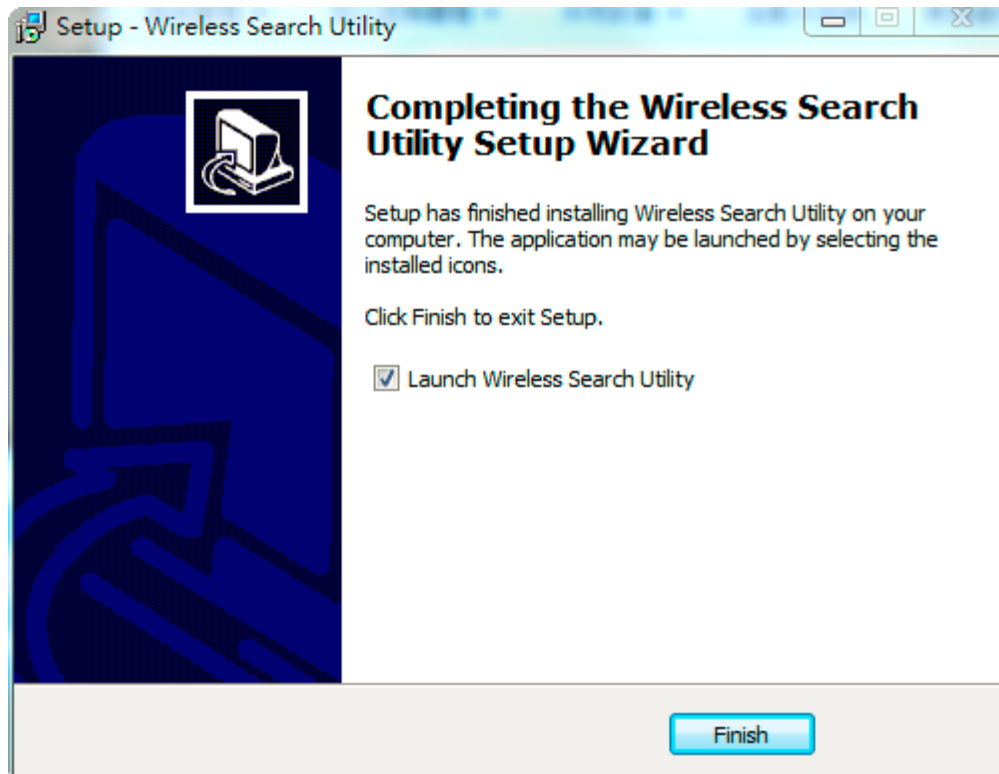 Setup - Wireless Search Utility
Completing the Wireless Search
Utility Setup Wizard
Setup has finished installing Wireless Search Utility on your
computer. The application may be launched by selecting the
installed icons.
Click Finish to exit Setup.
Launch Wireless Search Utility
Finish